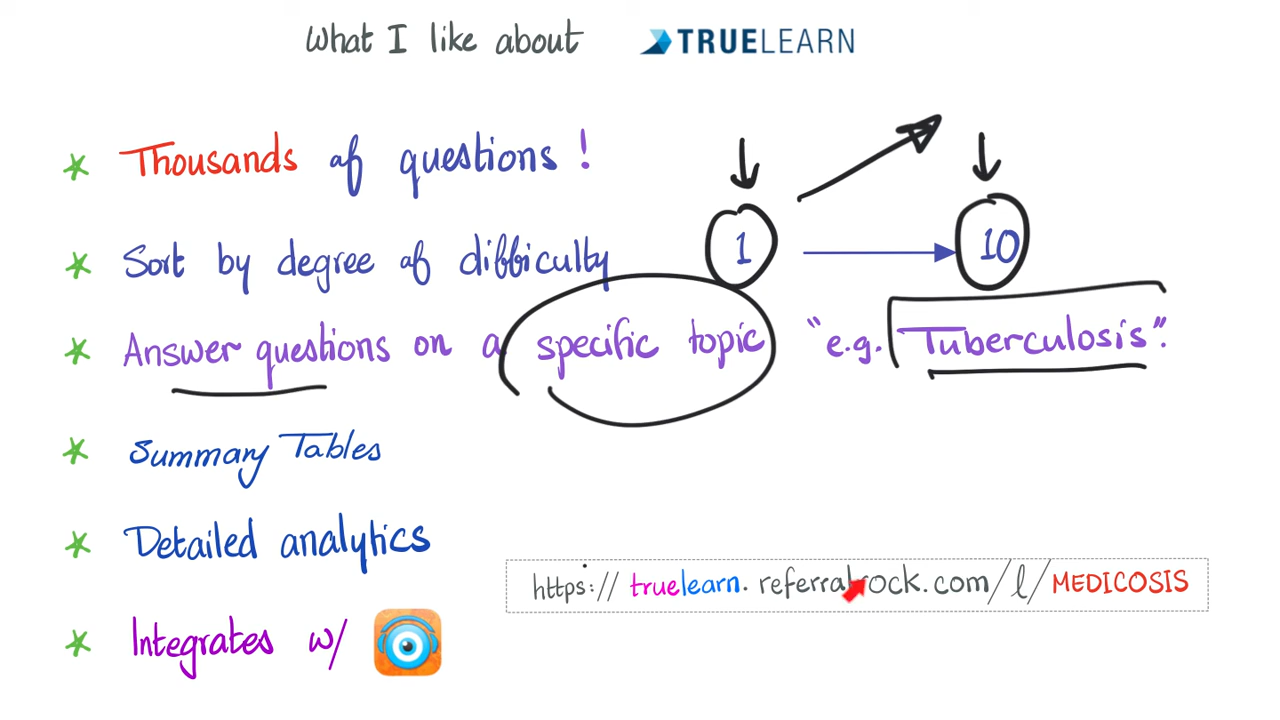 What I like about TRUELEARN
* Thousands of questions !
* Sort by degree of difficulty 1 10
* Answer questions on a specific topic "e.g. Tuberculosis".
* Summary Tables
* Detailed analytics
https://truelearn.referralrock.com/l/MEDICOSIS
* Integrates w/